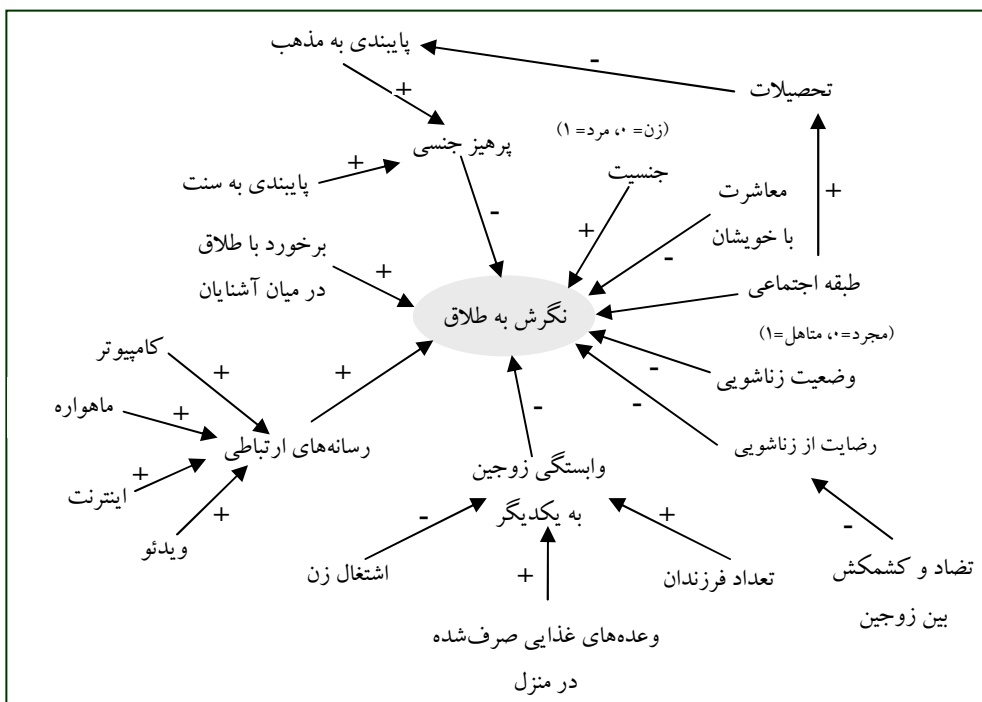 پایبندی به مذهب
-
+
تحصیلات
(زن= ۰، مرد= ۱)
پرهیز جنسی
جنسیت
+
پایبندی به سنت
معاشرت
با خویشان
+
-
+
-
برخورد با طلاق
در میان آشنایان
+
طبقه اجتماعی
نگرش به طلاق
(مجرد=۰، متاهل=۱)
کامپیوتر
+
+
-
وضعیت زناشویی
ماهواره
+
-
-
رسانه‌های ارتباطی
رضایت از زناشویی
وابستگی زوجین
به یکدیگر
اینترنت
+
+
-
+
-
ویدئو
اشتغال زن
+
تعداد فرزندان
تضاد و کشمکش
بین زوجین
وعده‌های غذایی صرف‌شده
در منزل